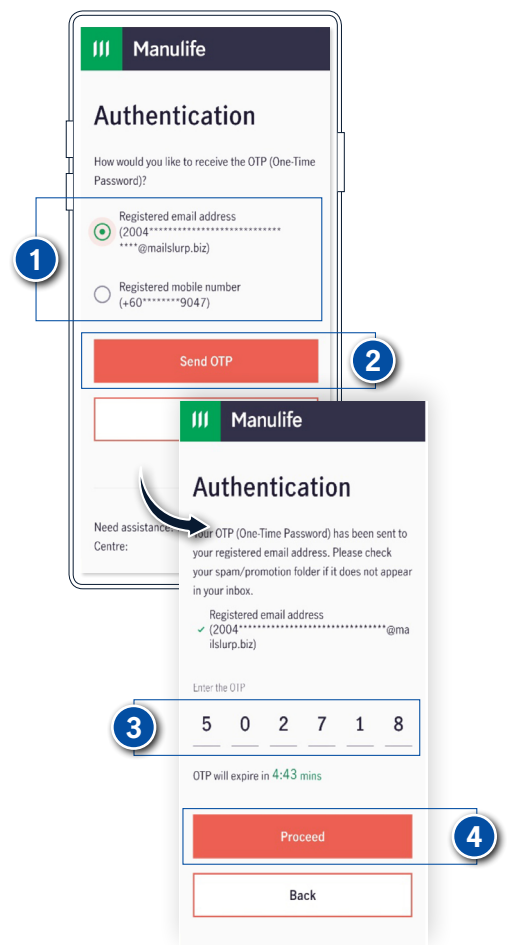 Manulife
Authentication
How would you like to receive the OTP (One-Time
Password)?
Registered email address
(2004****************************
****@mailslurp.biz)
1
Registered mobile number
(+60********9047)
Send OTP
2
Need assistance?
Centre:
Manulife
Authentication
Your OTP (One-Time Password) has been sent to
your registered email address. Please check
your spam/promotion folder if it does not appear
in your inbox.
Registered email address
(2004********************************@ma
ilslurp.biz)
Enter the OTP
3
5 0 2 7 1 8
OTP will expire in 4:43 mins
Proceed
4
Back